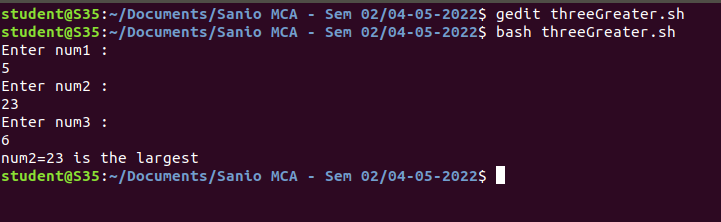 student@S35:~/Documents/Sanio MCA - Sem 02/04-05-2022$ gedit threeGreater.sh
student@S35:~/Documents/Sanio MCA - Sem 02/04-05-2022$ bash threeGreater.sh
Enter num1 :
5
Enter num2 :
23
Enter num3 :
6
num2=23 is the largest
student@S35:~/Documents/Sanio MCA - Sem 02/04-05-2022$